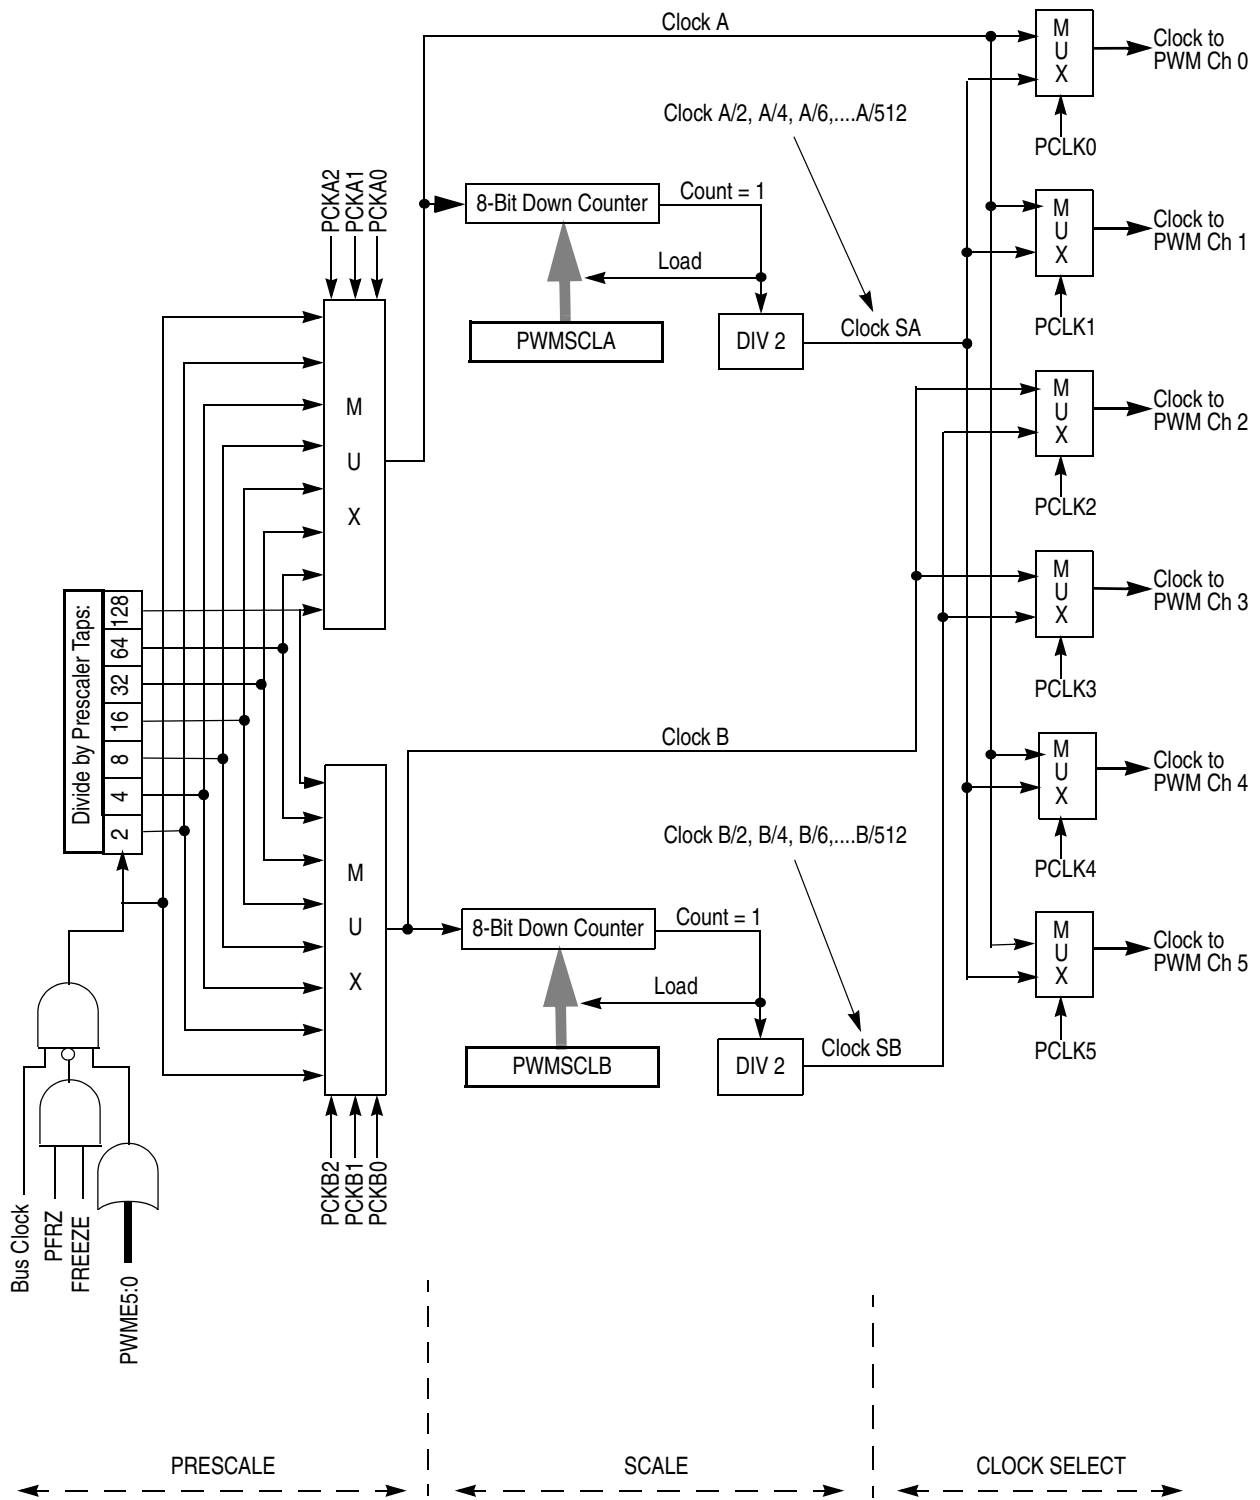 Clock A
M
U
X
Clock to
PWM Ch 0
PCLK0
Clock A/2, A/4, A/6,....A/512
PCKA2
PCKA1
PCKA0
8-Bit Down Counter
Count = 1
Load
PWMSCLA
DIV 2
Clock SA
M
U
X
Clock to
PWM Ch 1
PCLK1
M
U
X
M
U
X
Clock to
PWM Ch 2
PCLK2
M
U
X
Clock to
PWM Ch 3
PCLK3
Divide by Prescaler Taps:
128
64
32
16
8
4
2
Clock B
M
U
X
Clock to
PWM Ch 4
PCLK4
Clock B/2, B/4, B/6,....B/512
M
U
X
8-Bit Down Counter
Count = 1
Load
PWMSCLB
DIV 2
Clock SB
M
U
X
Clock to
PWM Ch 5
PCLK5
PCKB2
PCKB1
PCKB0
Bus Clock
PFRZ
FREEZE
PWME5:0
PRESCALE
SCALE
CLOCK SELECT